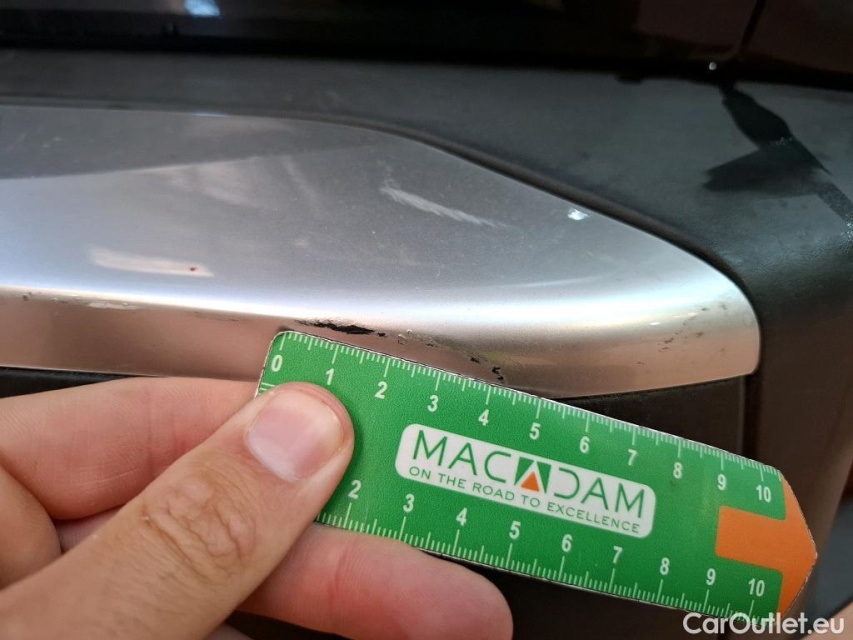 0 1 2 3 4 5 6 7 8 9 10
MACADAM
ON THE ROAD TO EXCELLENCE
2 3 4 5 6 7 8 9 10
CarOutlet.eu